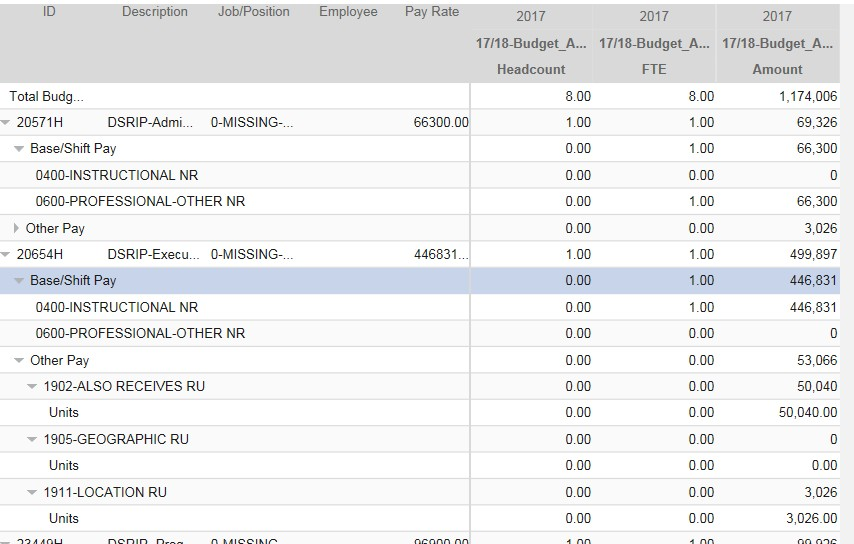 ID Description Job/Position Employee Pay Rate 2017 2017 2017
17/18-Budget_A... 17/18-Budget_A... 17/18-Budget_A...
Headcount FTE Amount
Total Budg... 8.00 8.00 1,174,006
20571H DSRIP-Admi... 0-MISSING-... 66300.00 1.00 1.00 69,326
Base/Shift Pay 0.00 1.00 66,300
0400-INSTRUCTIONAL NR 0.00 0.00 0
0600-PROFESSIONAL-OTHER NR 0.00 1.00 66,300
Other Pay 0.00 0.00 3,026
20654H DSRIP-Execu... 0-MISSING-... 446831... 1.00 1.00 499,897
Base/Shift Pay 0.00 1.00 446,831
0400-INSTRUCTIONAL NR 0.00 1.00 446,831
0600-PROFESSIONAL-OTHER NR 0.00 0.00 0
Other Pay 0.00 0.00 53,066
1902-ALSO RECEIVES RU 0.00 0.00 50,040
Units 0.00 0.00 50,040.00
1905-GEOGRAPHIC RU 0.00 0.00 0
Units 0.00 0.00 0.00
1911-LOCATION RU 0.00 0.00 3,026
Units 0.00 0.00 3,026.00
23449H DSRIP- Prog... 0-MISSING-... 96900.00 1.00 1.00 99,926